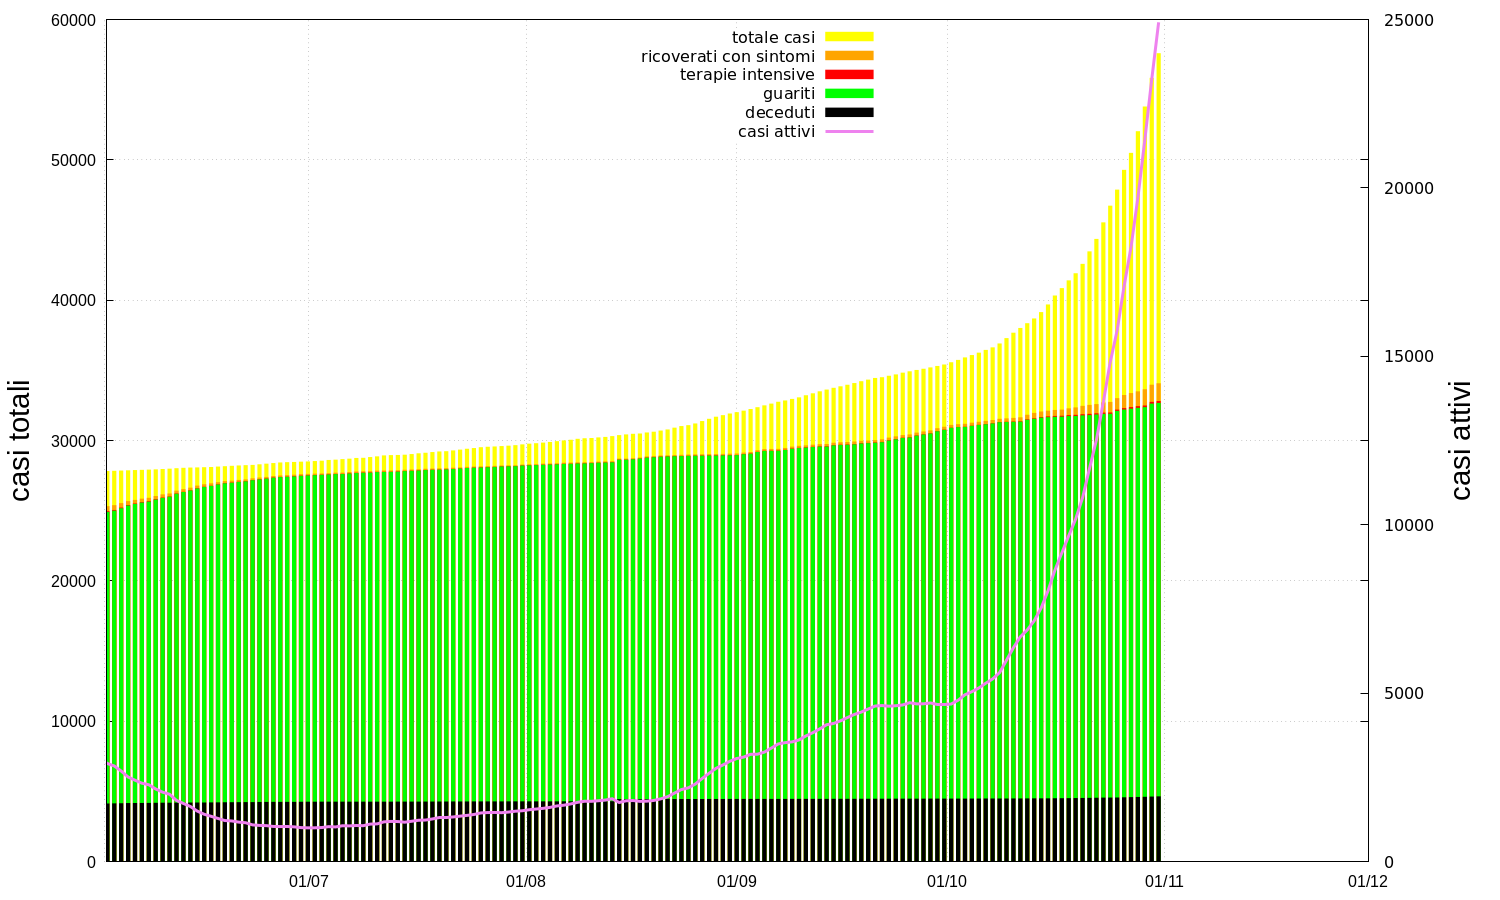 totale casi
ricoverati con sintomi
terapie intensive
guariti
deceduti
casi attivi
60000
50000
40000
30000
20000
10000
0
casi totali
25000
20000
15000
10000
5000
0
casi attivi
01/07
01/08
01/09
01/10
01/11
01/12